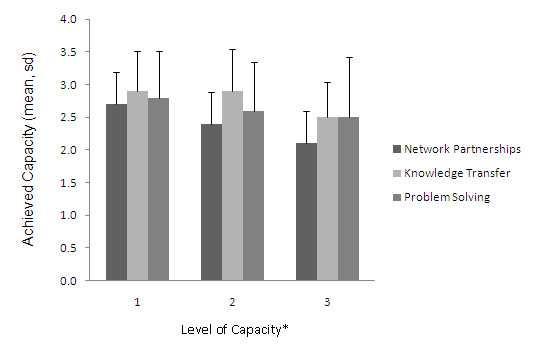 4.0
3.5
3.0
2.5
2.0
1.5
1.0
0.5
0.0
Achieved Capacity (mean, sd)
1 2 3
Level of Capacity*
Network Partnerships
Knowledge Transfer
Problem Solving